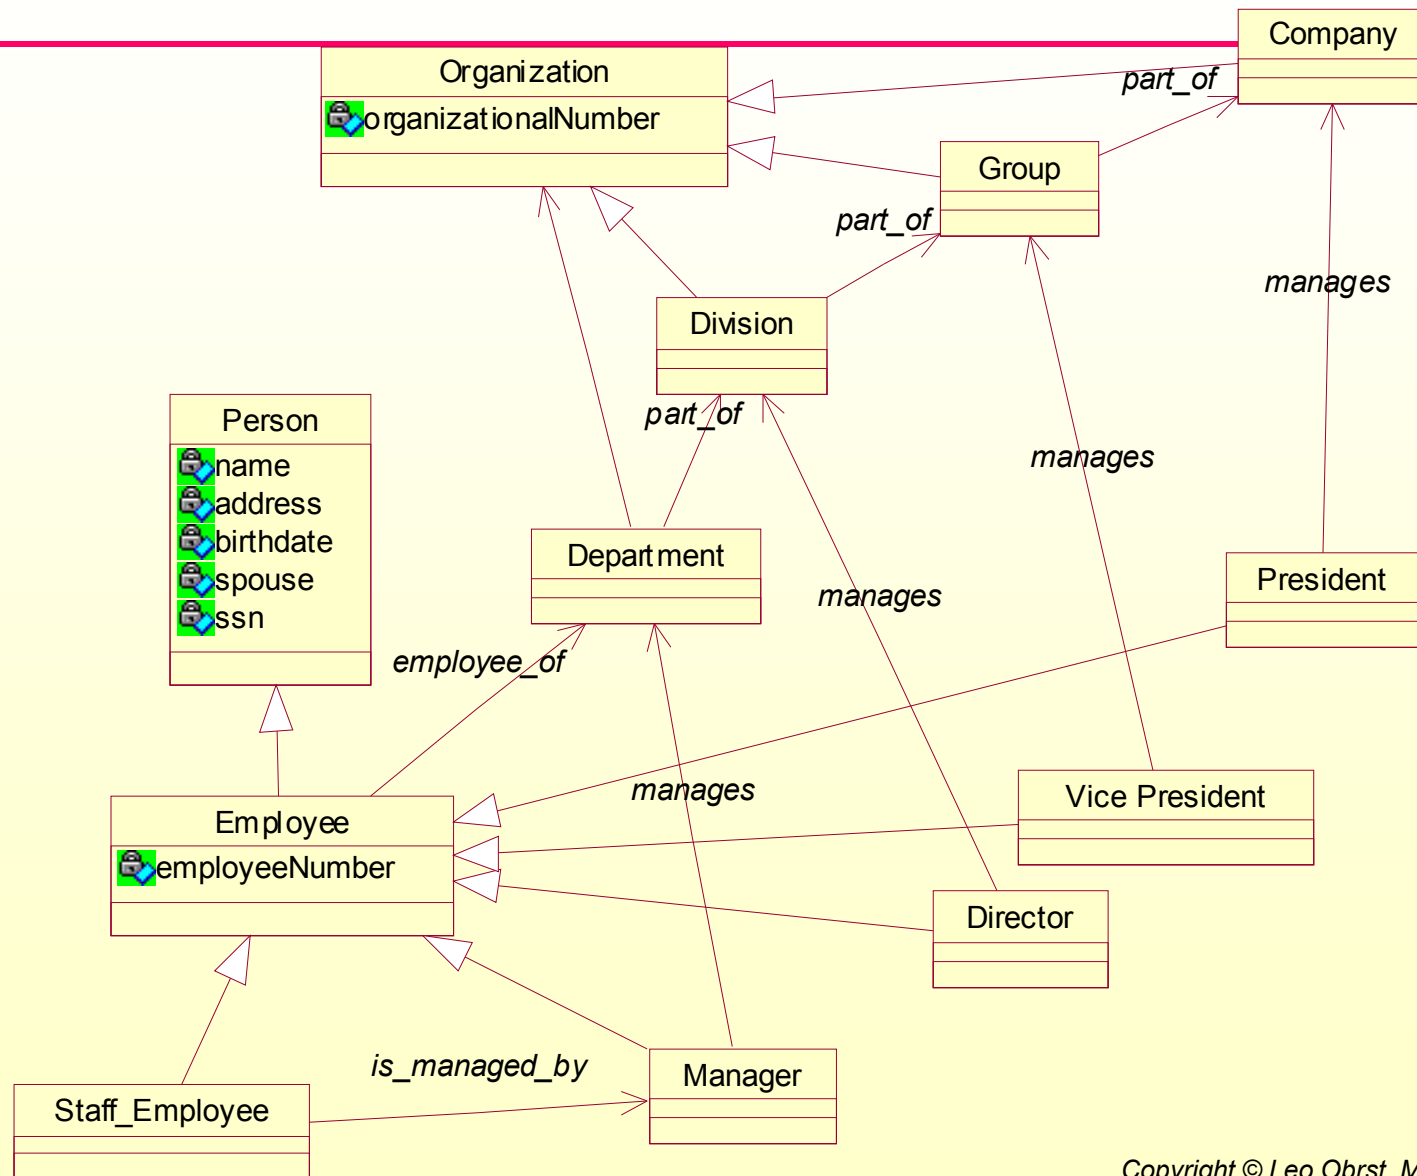 Company
Organization
part_of
organizationalNumber
Group
part_of
manages
Division
Person
part_of
name
manages
address
birthdate
Department
spouse
President
manages
ssn
employee_of
manages
Vice President
Employee
employeeNumber
Director
is_managed_by
Manager
Staff_Employee
Copyright © Leo Obrst, M